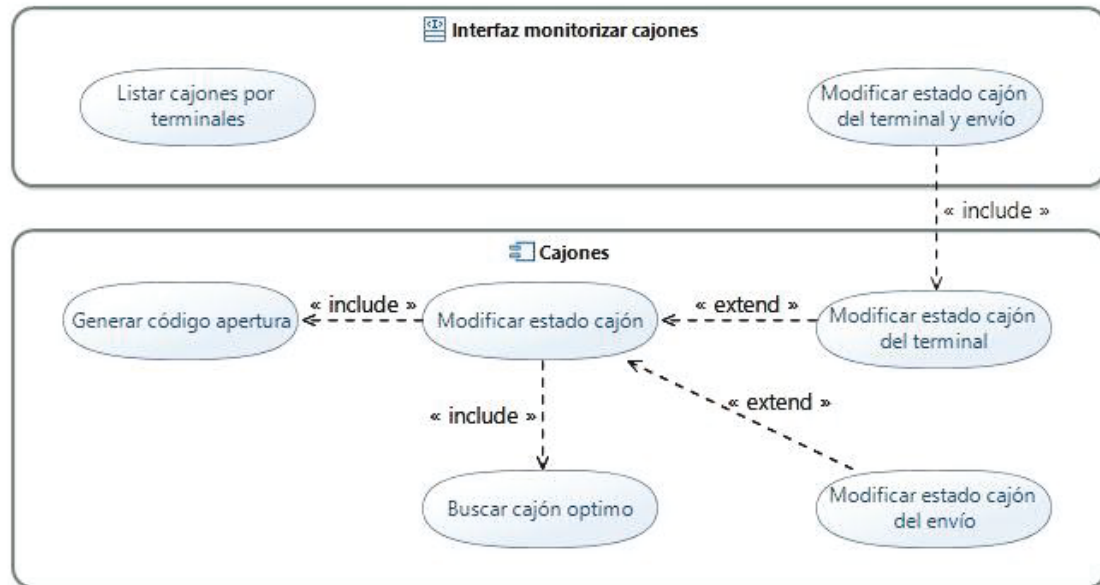 Interfaz monitorizar cajones
Listar cajones por
terminales
Modificar estado cajón
del terminal y envío
« include »
Cajones
Generar código apertura
« include »
Modificar estado cajón
« extend »
Modificar estado cajón
del terminal
« include »
« extend »
Buscar cajón optimo
Modificar estado cajón
del envío